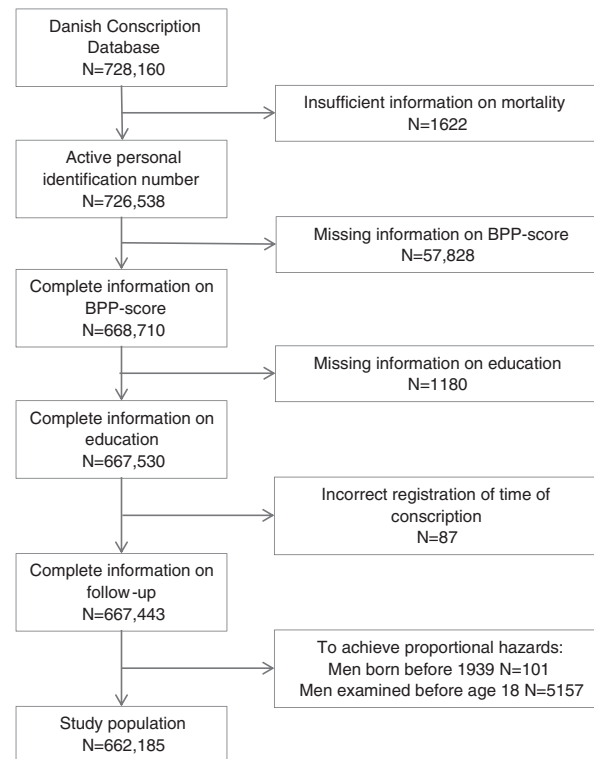 Danish Conscription
Database
N=728,160
Insufficient information on mortality
N=1622
Active personal
identification number
N=726,538
Missing information on BPP-score
N=57,828
Complete information on
BPP-score
N=668,710
Missing information on education
N=1180
Complete information on
education
N=667,530
Incorrect registration of time of
conscription
N=87
Complete information on
follow-up
N=667,443
To achieve proportional hazards:
Men born before 1939 N=101
Men examined before age 18 N=5157
Study population
N=662,185